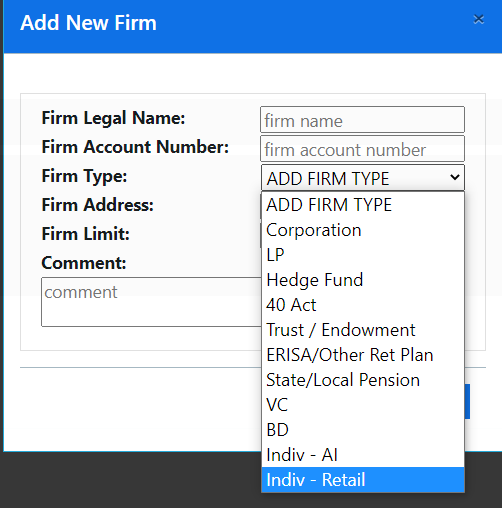 Add New Firm ×
Firm Legal Name: firm name
Firm Account Number: firm account number
Firm Type: ADD FIRM TYPE
Firm Address:
Firm Limit:
Comment:
comment
ADD FIRM TYPE
Corporation
LP
Hedge Fund
40 Act
Trust / Endowment
ERISA/Other Ret Plan
State/Local Pension
VC
BD
Indiv - AI
Indiv - Retail